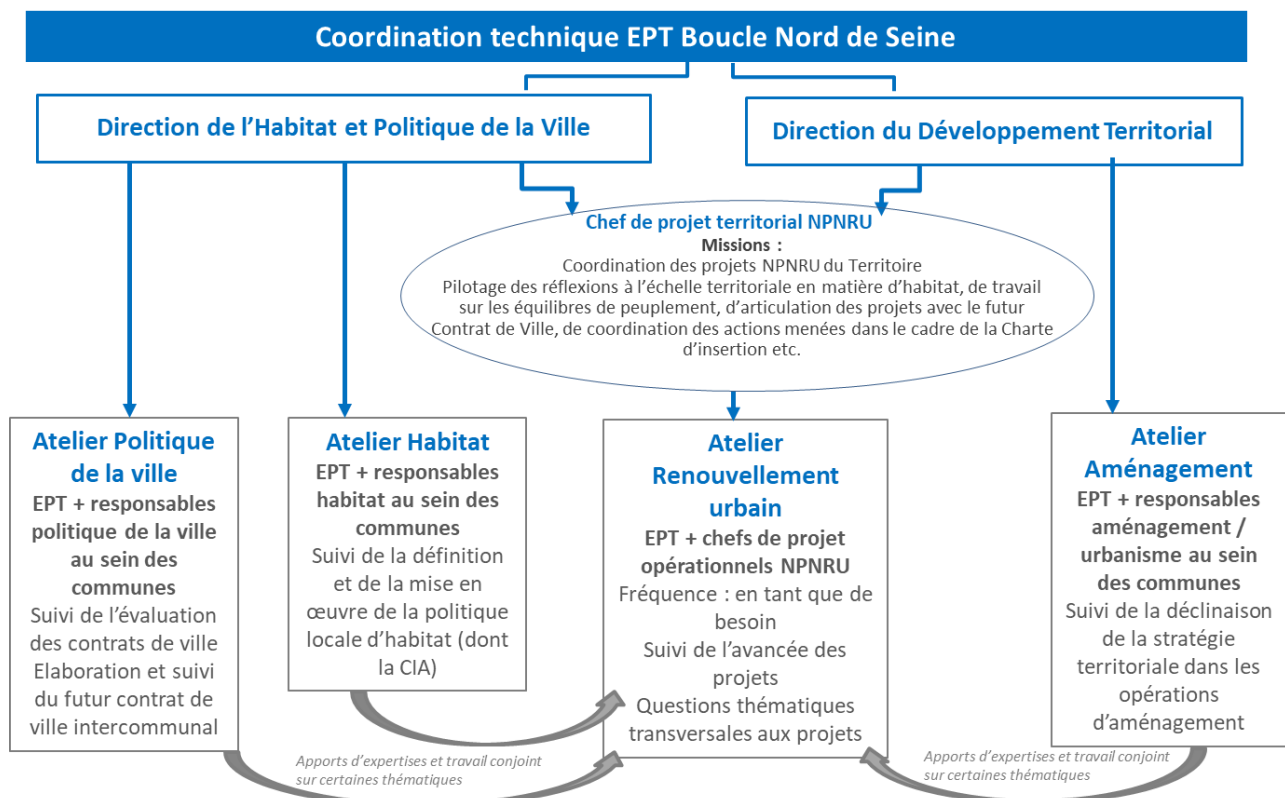 Coordination technique EPT Boucle Nord de Seine
Direction de l’Habitat et Politique de la Ville
Direction du Développement Territorial
Chef de projet territorial NPNRU
Missions :
Coordination des projets NPNRU du Territoire
Pilotage des réflexions à l’échelle territoriale en matière d’habitat, de travail
sur les équilibres de peuplement, d’articulation des projets avec le futur
Contrat de Ville, de coordination des actions menées dans le cadre de la Charte
d’insertion etc.
Atelier Politique
de la ville
EPT + responsables
politique de la ville
au sein des
communes
Suivi de l’évaluation
des contrats de ville
Elaboration et suivi
du futur contrat de
ville intercommunal
Atelier Habitat
EPT + responsables
habitat au sein des
communes
Suivi de la définition
et de la mise en
œuvre de la politique
locale d’habitat (dont
la CIA)
Atelier
Renouvellement
urbain
EPT + chefs de projet
opérationnels NPNRU
Fréquence : en tant que de
besoin
Suivi de l’avancée des
projets
Questions thématiques
transversales aux projets
Atelier
Aménagement
EPT + responsables
aménagement /
urbanisme au sein
des communes
Suivi de la déclinaison
de la stratégie
territoriale dans les
opérations
d’aménagement
Apports d’expertises et travail conjoint
sur certaines thématiques
Apports d’expertises et travail conjoint
sur certaines thématiques